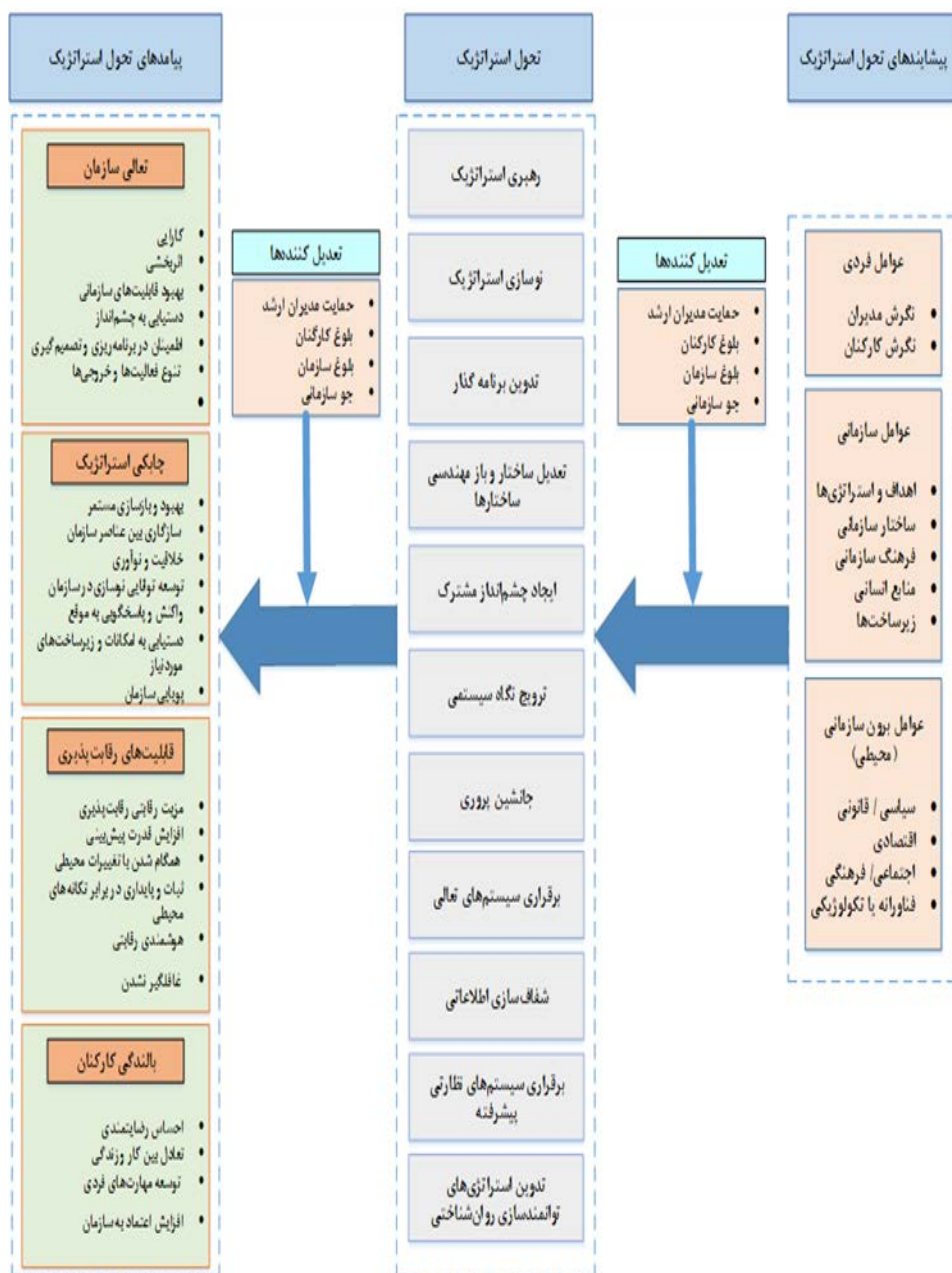 پیشایندهای تحول استراتژیک
عوامل فردی
نگرش مدیران
نگرش کارکنان
عوامل سازمانی
اهداف و استراتژی‌ها
ساختار سازمانی
فرهنگ سازمانی
منابع انسانی
زیرساخت‌ها
عوامل برون سازمانی
(محیطی)
سیاسی / قانونی
اقتصادی
اجتماعی/ فرهنگی
فناورانه یا تکولوژیکی
تعدیل کننده‌ها
حمایت مدیران ارشد
بلوغ کارکنان
بلوغ سازمان
جو سازمانی
تحول استراتژیک
رهبری استراتژیک
نوسازی استراتژیک
تدوین برنامه گذار
تعدیل ساختار و باز مهندسی
ساختارها
ایجاد چشم‌انداز مشترک
ترویج نگاه سیستمی
جانشین پروری
برقراری سیستم‌های تعالی
شفاف‌سازی اطلاعاتی
برقراری سیستم‌های نظارتی
پیشرفته
تدوین استراتژی‌های
توانمندسازی روان‌شناختی
تعدیل کننده‌ها
حمایت مدیران ارشد
بلوغ کارگنان
بلوغ سازمان
جو سازمانی
پیامدهای تحول استراتژیک
تعالی سازمان
کارایی
اثربخشی
بهبود قابلیت‌های سازمانی
دستیابی به چشم‌انداز
اطمینان در برنامه‌ریزی و تصمیم‌گیری
تنوع فعالیت‌ها و خروجی‌ها
چابکی استراتژیک
بهبود و بازسازی مستمر
سازگاری بین عناصر سازمان
خلاقیت و نوآوری
توسعه توانایی نوسازی در سازمان
واکنش و پاسخگویی به موقع
دستیابی به امکانات و زیرساخت‌های
موردنیاز
پویایی سازمان
قابلیت‌های رقابت‌پذیری
مزیت رقابتی رقابت‌پذیری
افزایش قدرت پیش‌بینی
همگام شدن با تغییرات محیطی
ثبات و پایداری در برابر تکانه‌های
محیطی
هوشمندی رقابتی
غافلگیر نشدن
بالندگی کارکنان
احساس رضایتمندی
تعادل بین کار و زندگی
توسعه مهارت‌های فردی
افزایش اعتماد به سازمان